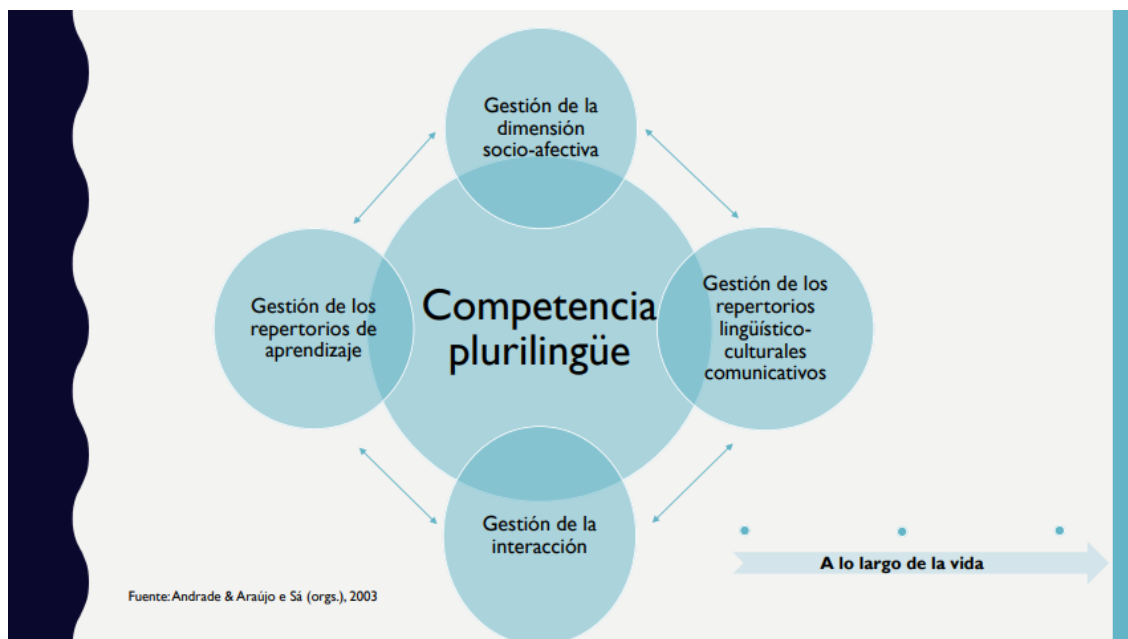 Gestión de la
dimensión
socio-afectiva
Gestión de los
repertorios de
aprendizaje
Competencia
plurilingüe
Gestión de los
repertorios
lingüístico-
culturales
comunicativos
Gestión de la
interacción
A lo largo de la vida
Fuente: Andrade & Araújo e Sá (orgs.), 2003